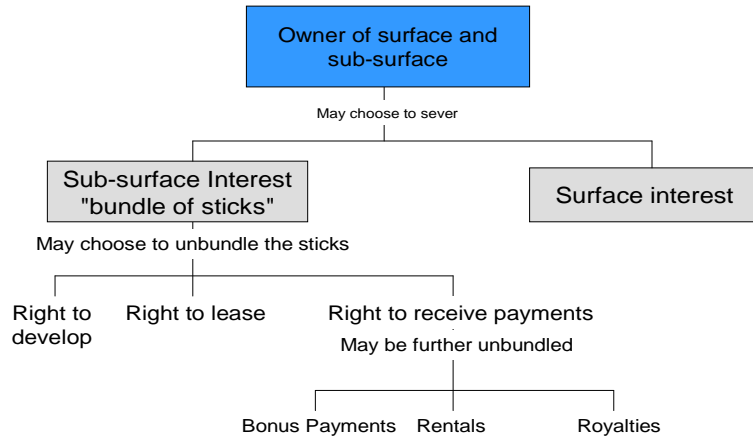 Owner of surface and
sub-surface
May choose to sever
Sub-surface Interest
"bundle of sticks"
Surface interest
May choose to unbundle the sticks
Right to
develop
Right to lease
Right to receive payments
May be further unbundled
Bonus Payments
Rentals
Royalties